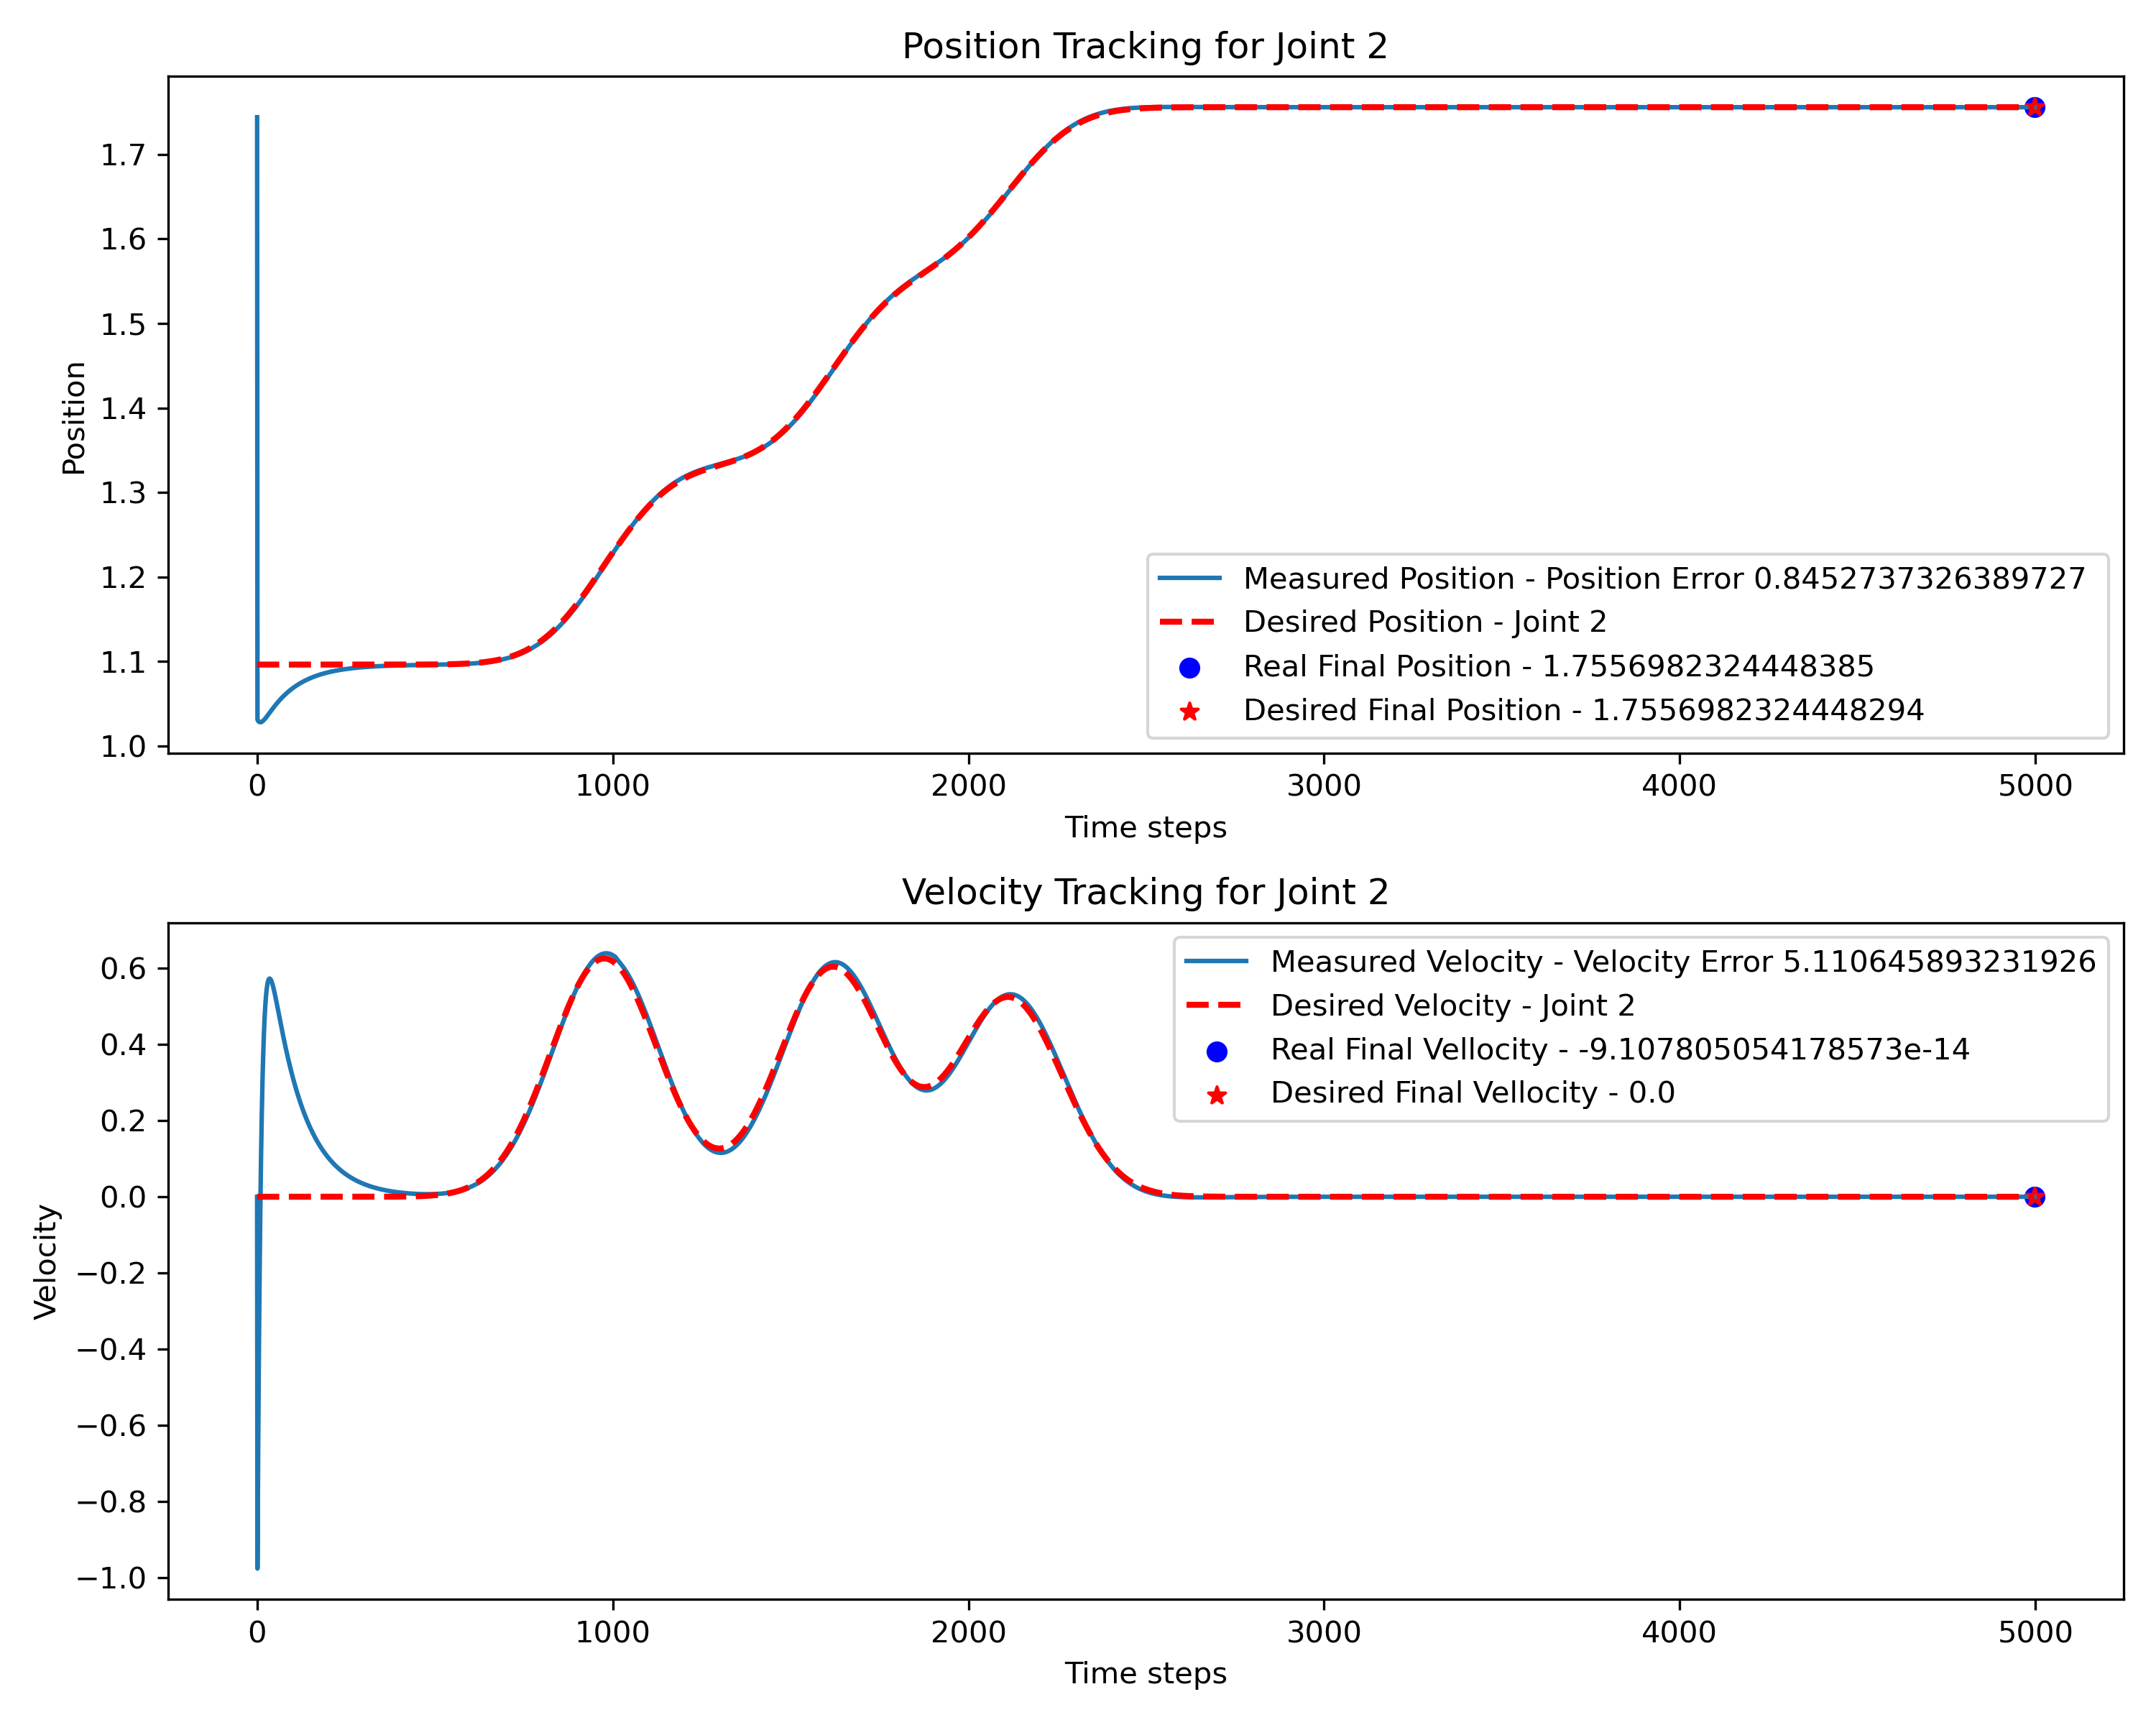 Position Tracking for Joint 2
Position
1.7
1.6
1.5
1.4
1.3
1.2
1.1
1.0
Measured Position - Position Error 0.8452737326389727
Desired Position - Joint 2
Real Final Position - 1.7556982324448385
Desired Final Position - 1.7556982324448294
0 1000 2000 3000 4000 5000
Time steps
Velocity Tracking for Joint 2
Velocity
0.6
0.4
0.2
0.0
−0.2
−0.4
−0.6
−0.8
−1.0
Measured Velocity - Velocity Error 5.110645893231926
Desired Velocity - Joint 2
Real Final Vellocity - -9.107805054178573e-14
Desired Final Vellocity - 0.0
0 1000 2000 3000 4000 5000
Time steps